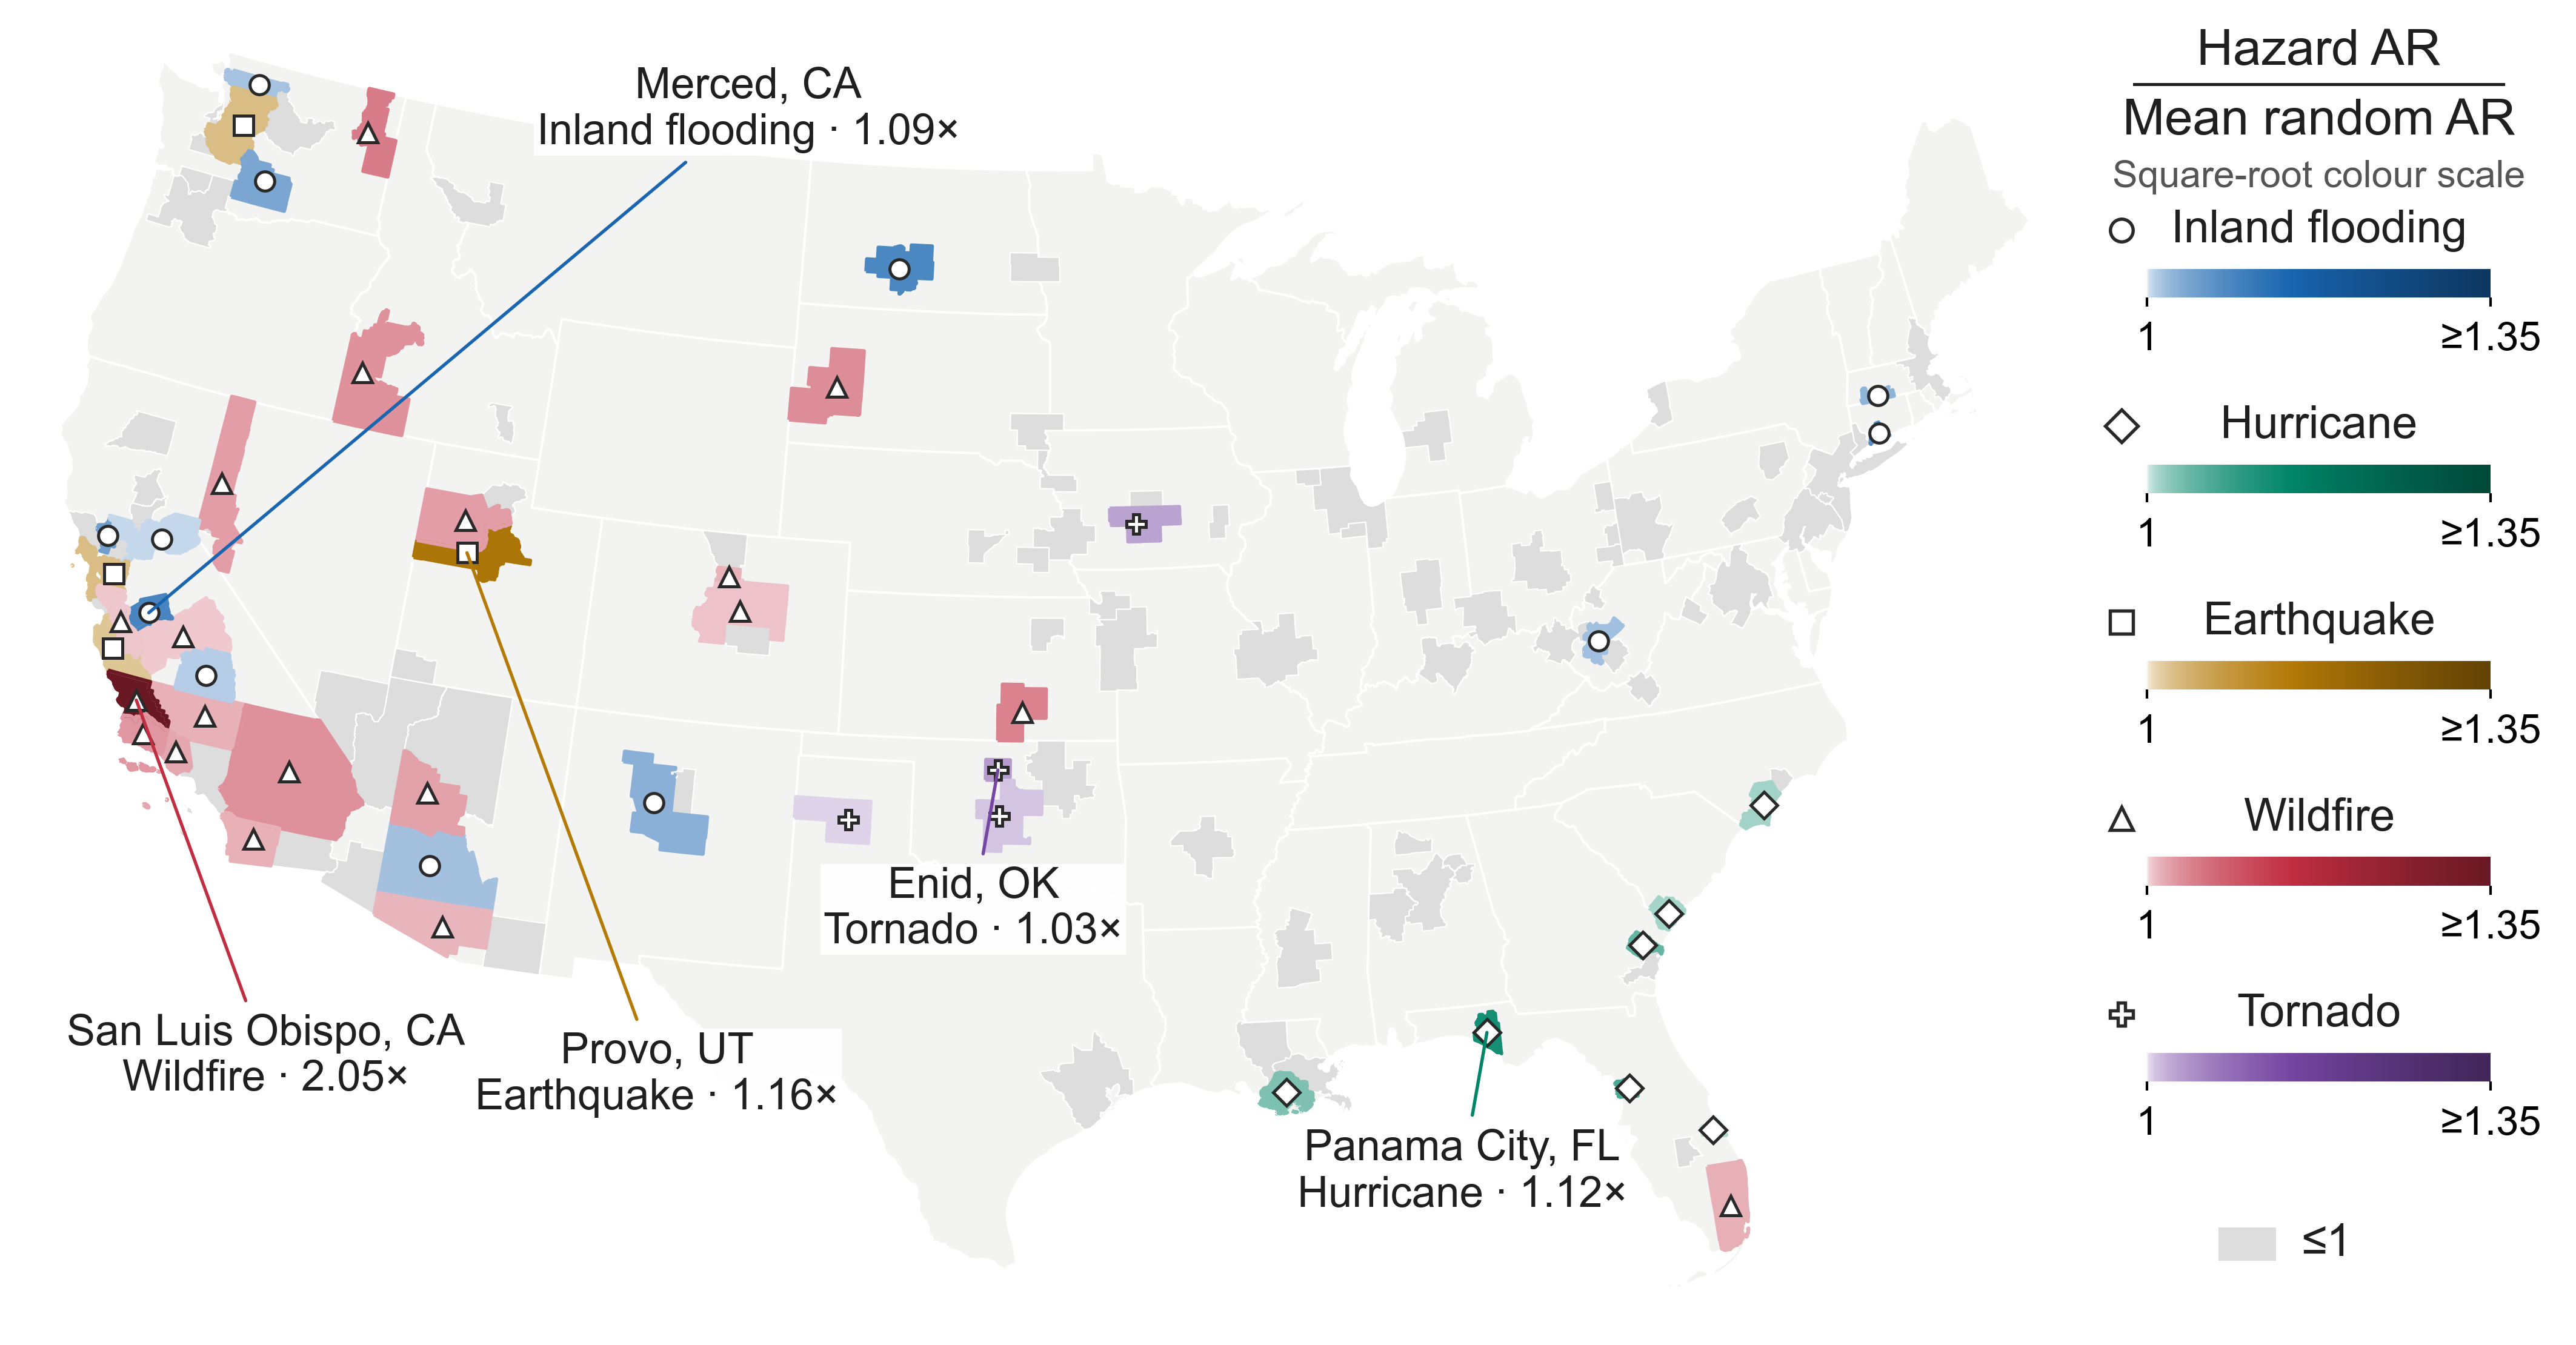 Merced, CA
Inland flooding · 1.09×
Enid, OK
Tornado · 1.03×
San Luis Obispo, CA
Wildfire · 2.05×
Provo, UT
Earthquake · 1.16×
Panama City, FL
Hurricane · 1.12×
Hazard AR
Mean random AR
Square-root colour scale
Inland flooding
1 ≥1.35
Hurricane
1 ≥1.35
Earthquake
1 ≥1.35
Wildfire
1 ≥1.35
Tornado
1 ≥1.35
≤1